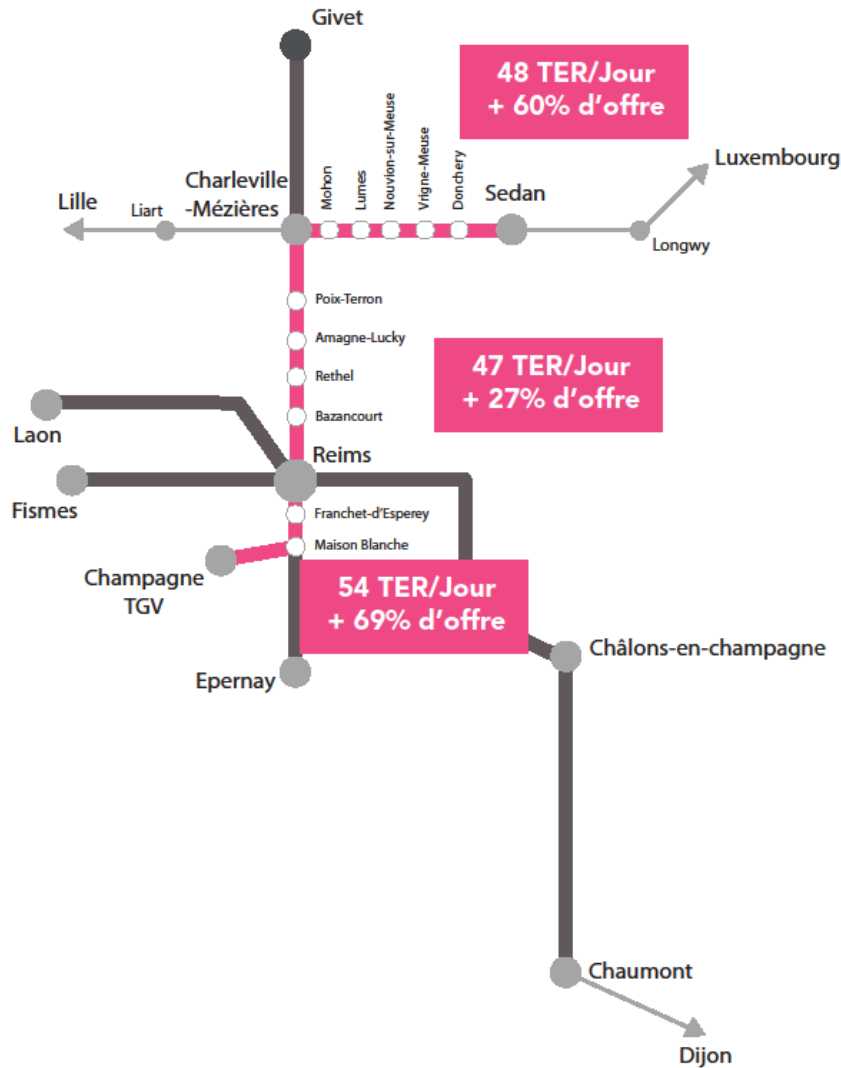 Givet
48 TER/Jour
+ 60% d'offre
Mohon
Lumes
Nouvion-sur-Meuse
Vrigne-Meuse
Donchery
Luxembourg
Charleville
-Mézières
Sedan
Lille
Liart
Longwy
Poix-Terron
Amagne-Lucky
47 TER/Jour
+ 27% d'offre
Rethel
Bazancourt
Laon
Reims
Fismes
Franchet-d'Esperey
Maison Blanche
Champagne
TGV
54 TER/Jour
+ 69% d'offre
Châlons-en-champagne
Epernay
Chaumont
Dijon